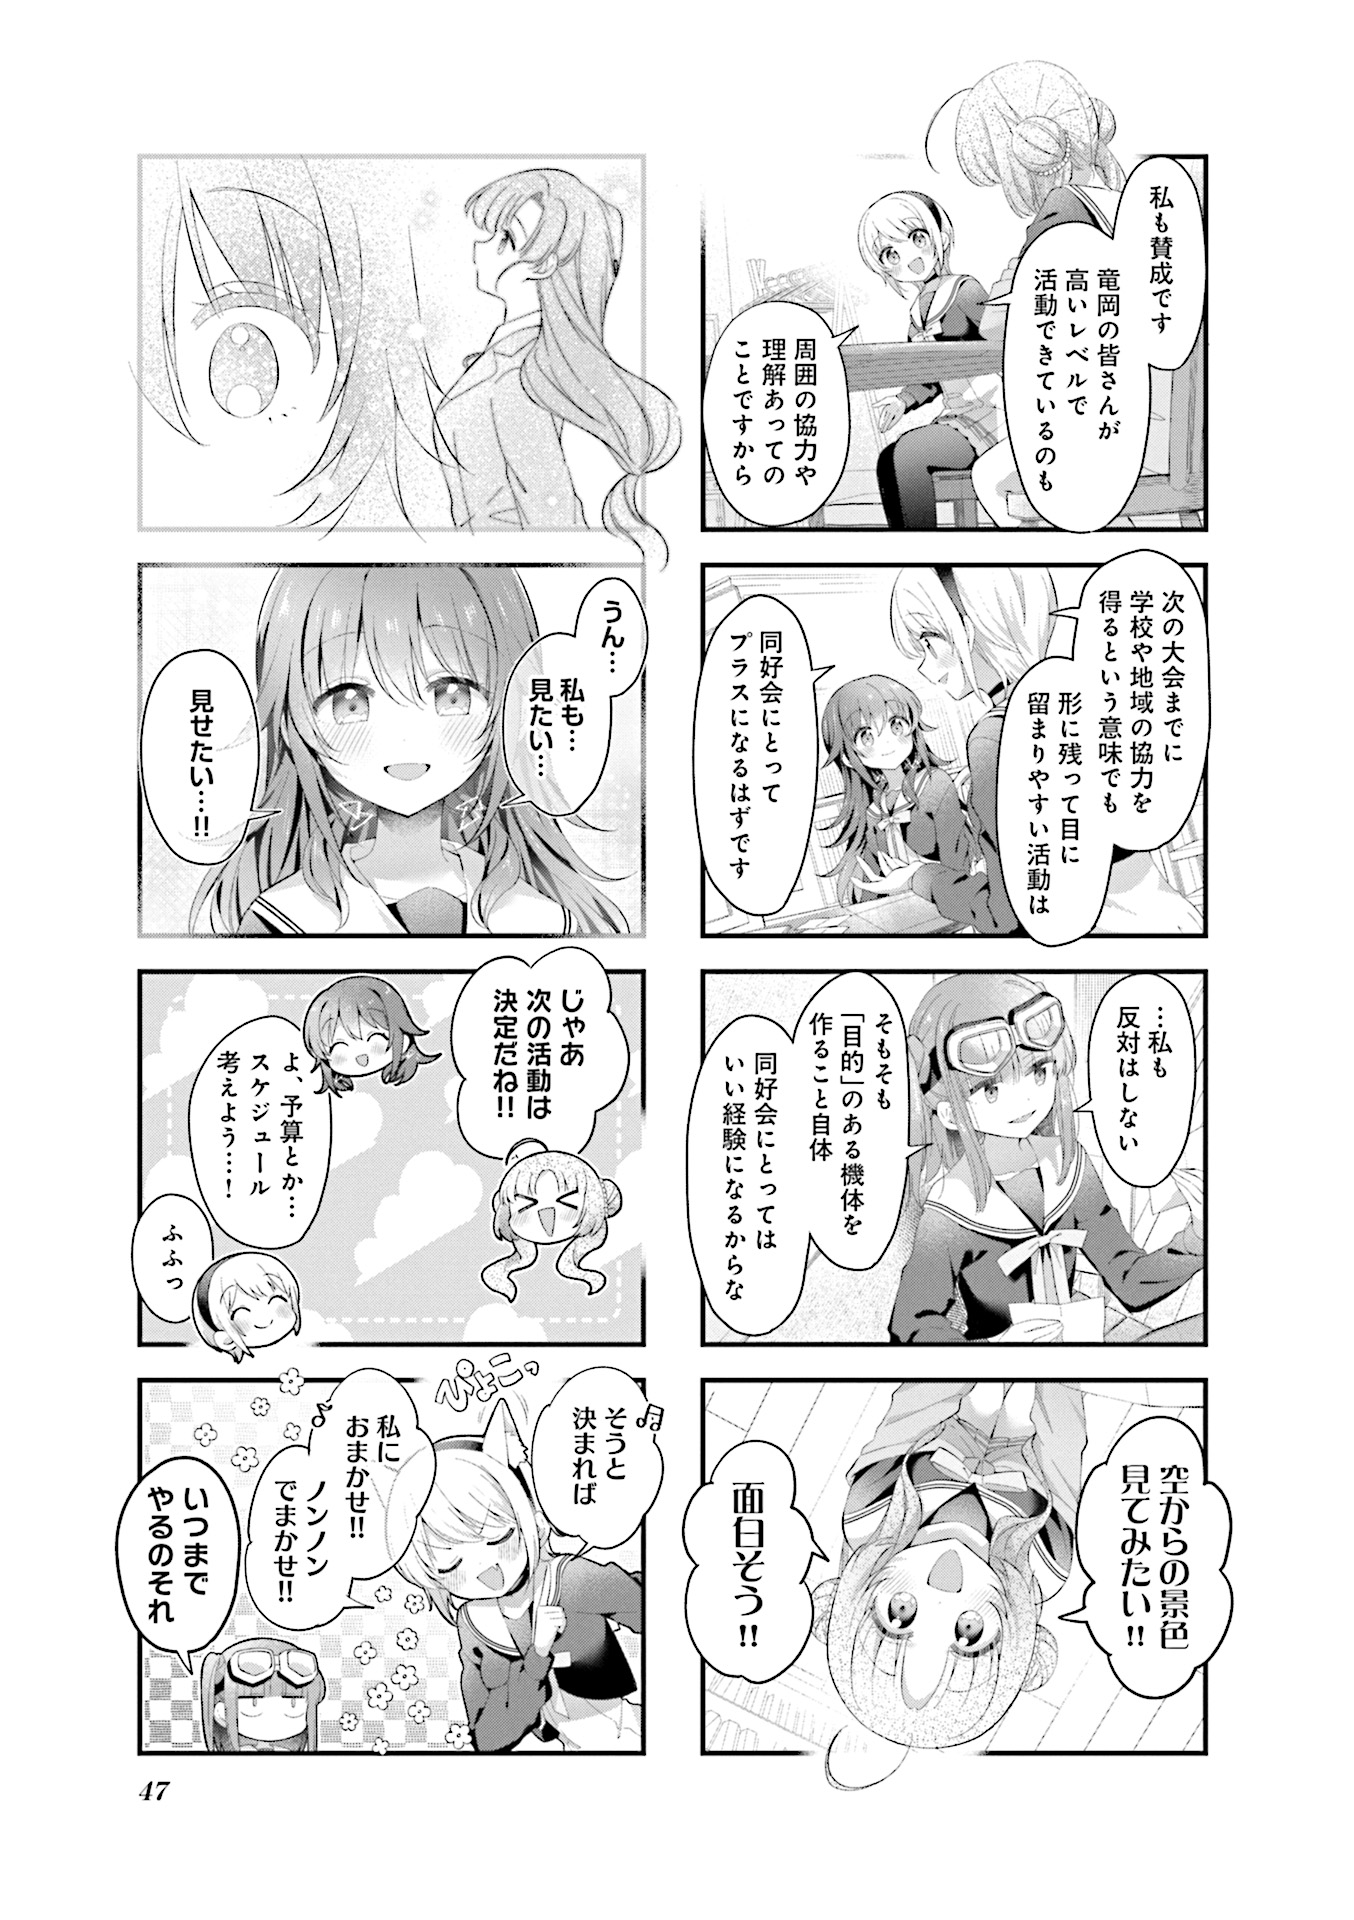 私も賛成です
竜岡の皆さんが
高いレベルで
活動できているのも
周囲の協力や
理解あっての
ことですから
次の大会までに
学校や地域の協力を
得るという意味でも
形に残って目に
留まりやすい活動は
同好会にとって
プラスになるはずです
…私も
反対はしない
そもそも
「目的」のある機体を
作ること自体
同好会にとっては
いい経験になるからな
空からの景色
見てみたい!!
面白そう!!
うん…
私も…
見たい…
見せたい…!!
じゃあ
次の活動は
決定だね!!
よ、予算とか…
スケジュール
考えよう…!
ふふっ
そうと
決まれば
ぴょこっ
私に
おまかせ!!
ノンノン
でまかせ!!
いつまで
やるのそれ
47